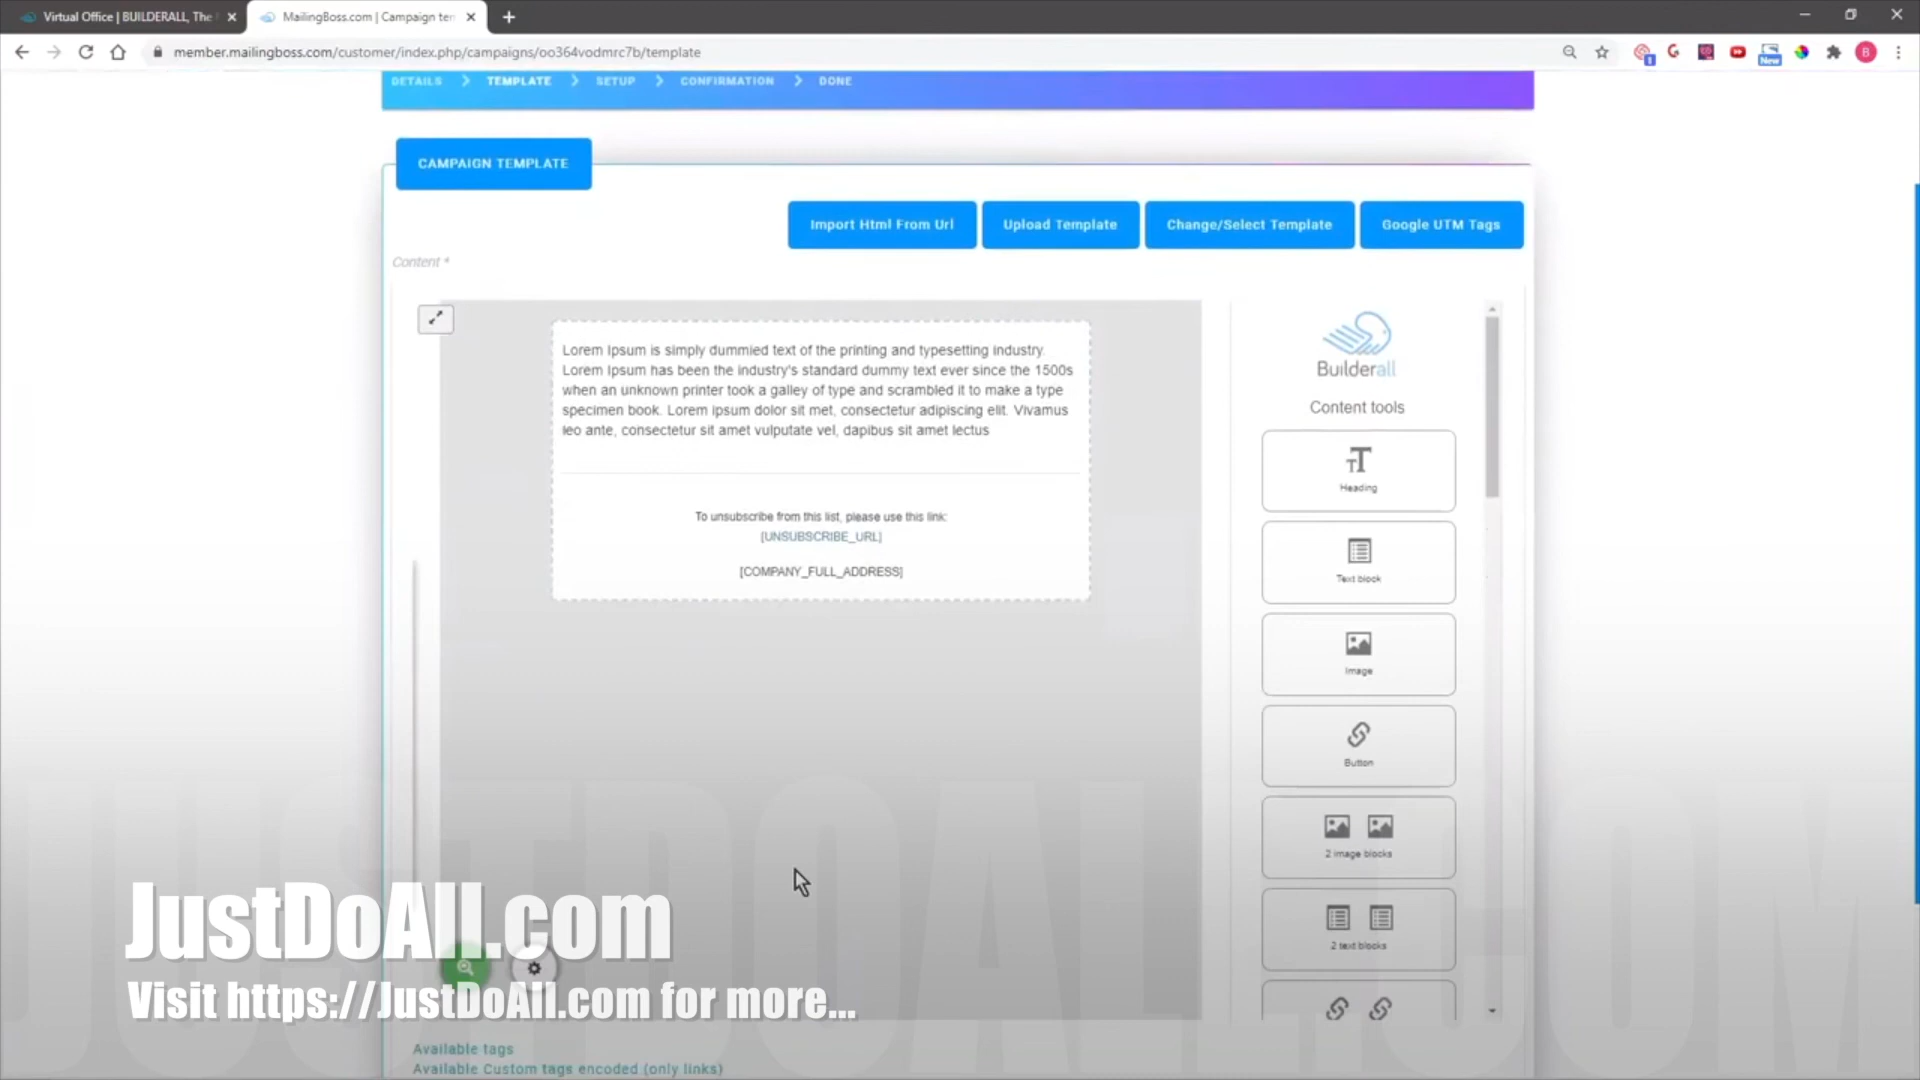 Virtual Office | BUILDERALL, The
MailingBoss.com | Campaign ten
member.mailingboss.com/customer/index.php/campaigns/oo364vodmrc7b/template
1
New
B
DETAILS > TEMPLATE > SETUP > CONFIRMATION > DONE
CAMPAIGN TEMPLATE
Import Html From Url
Upload Template
Change/Select Template
Google UTM Tags
Content *
Lorem Ipsum is simply dummied text of the printing and typesetting industry.
Lorem Ipsum has been the industry's standard dummy text ever since the 1500s
when an unknown printer took a galley of type and scrambled it to make a type
specimen book. Lorem ipsum dolor sit met, consectetur adipiscing elit. Vivamus
leo ante, consectetur sit amet vulputate vel, dapibus sit amet lectus
To unsubscribe from this list, please use this link:
[UNSUBSCRIBE_URL]
[COMPANY_FULL_ADDRESS]
Builderall
Content tools
Heading
Text block
Image
Button
2 image blocks
2 text blocks
JUSTDOALL.COM
JustDoAll.com
Visit https://JustDoAll.com for more...
Available tags
Available Custom tags encoded (only links)